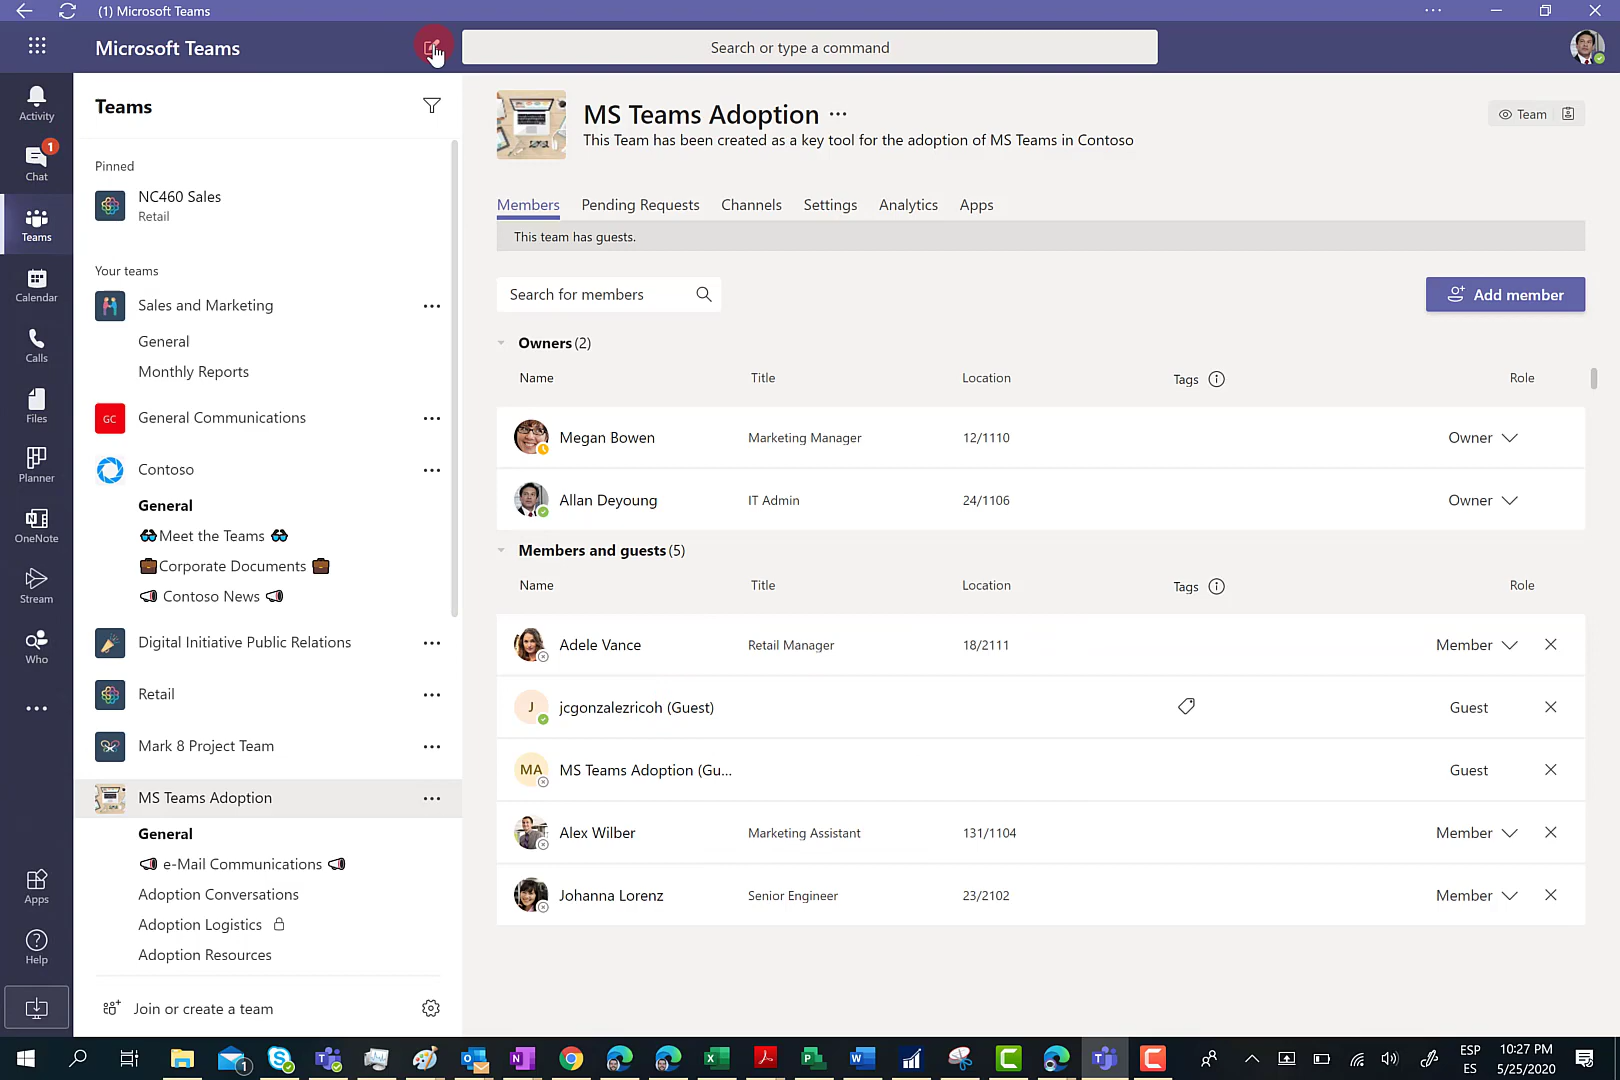 (1) Microsoft Teams
Microsoft Teams
Search or type a command
Activity
Chat
1
Teams
Calendar
Calls
Files
Planner
OneNote
Stream
Who
Apps
Help
Teams
Pinned
NC460 Sales
Retail
Your teams
Sales and Marketing
General
Monthly Reports
GC
General Communications
Contoso
General
Meet the Teams
Corporate Documents
Contoso News
Digital Initiative Public Relations
Retail
Mark 8 Project Team
MS Teams Adoption
General
e-Mail Communications
Adoption Conversations
Adoption Logistics
Adoption Resources
Join or create a team
MS Teams Adoption
This Team has been created as a key tool for the adoption of MS Teams in Contoso
Team
Members Pending Requests Channels Settings Analytics Apps
This team has guests.
Search for members
Add member
Owners (2)
Name Title Location Tags Role
Megan Bowen Marketing Manager 12/1110 Owner
Allan Deyoung IT Admin 24/1106 Owner
Members and guests (5)
Name Title Location Tags Role
Adele Vance Retail Manager 18/2111 Member
J jcgonzalezricoh (Guest) Guest
MA MS Teams Adoption (Gu... Guest
Alex Wilber Marketing Assistant 131/1104 Member
Johanna Lorenz Senior Engineer 23/2102 Member
1
ESP
ES
10:27 PM
5/25/2020